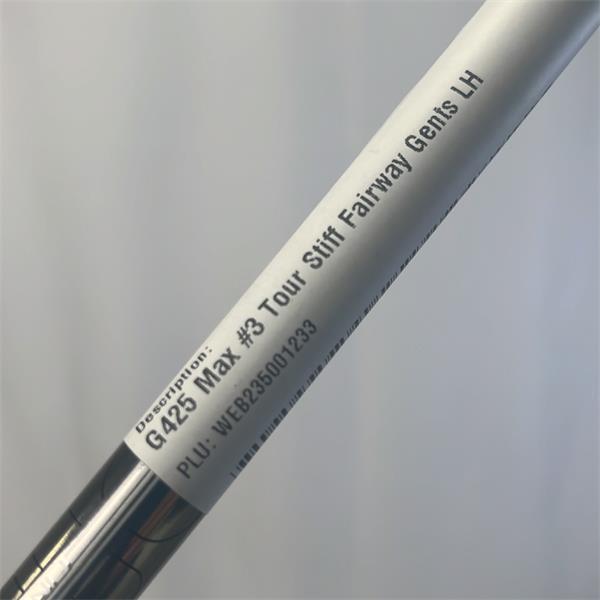 Description:
G425 Max #3 Tour Stiff Fairway Gents LH
PLU: WEB235001233